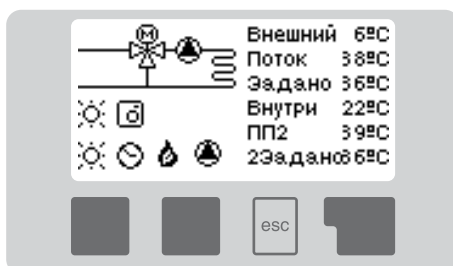 M
Внешний 6ºC
Поток 38ºC
Задано 36ºC
Внутри 22ºC
ПП2 39ºC
2Задано36ºC
esc